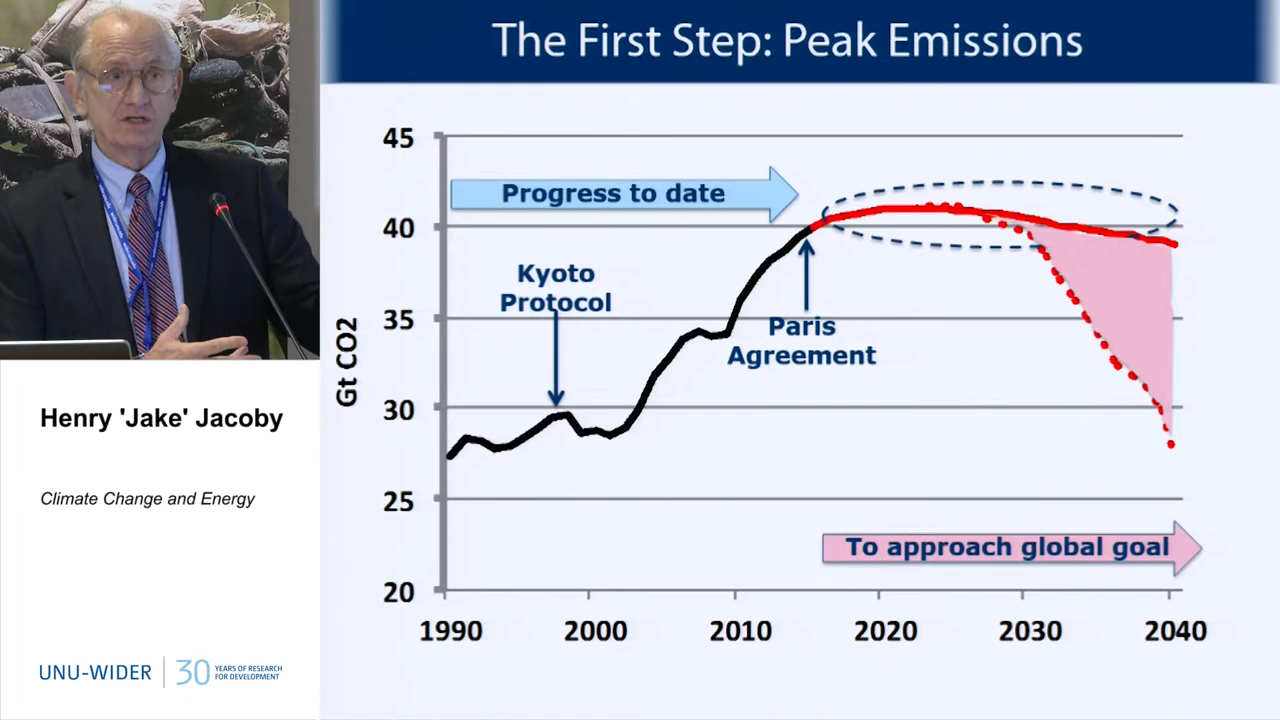 The First Step: Peak Emissions
45
40
35
30
25
20
Gt CO2
Progress to date
Kyoto
Protocol
Paris
Agreement
To approach global goal
1990 2000 2010 2020 2030 2040
Henry 'Jake' Jacoby
Climate Change and Energy
UNU-WIDER
30
YEARS OF RESEARCH
FOR DEVELOPMENT